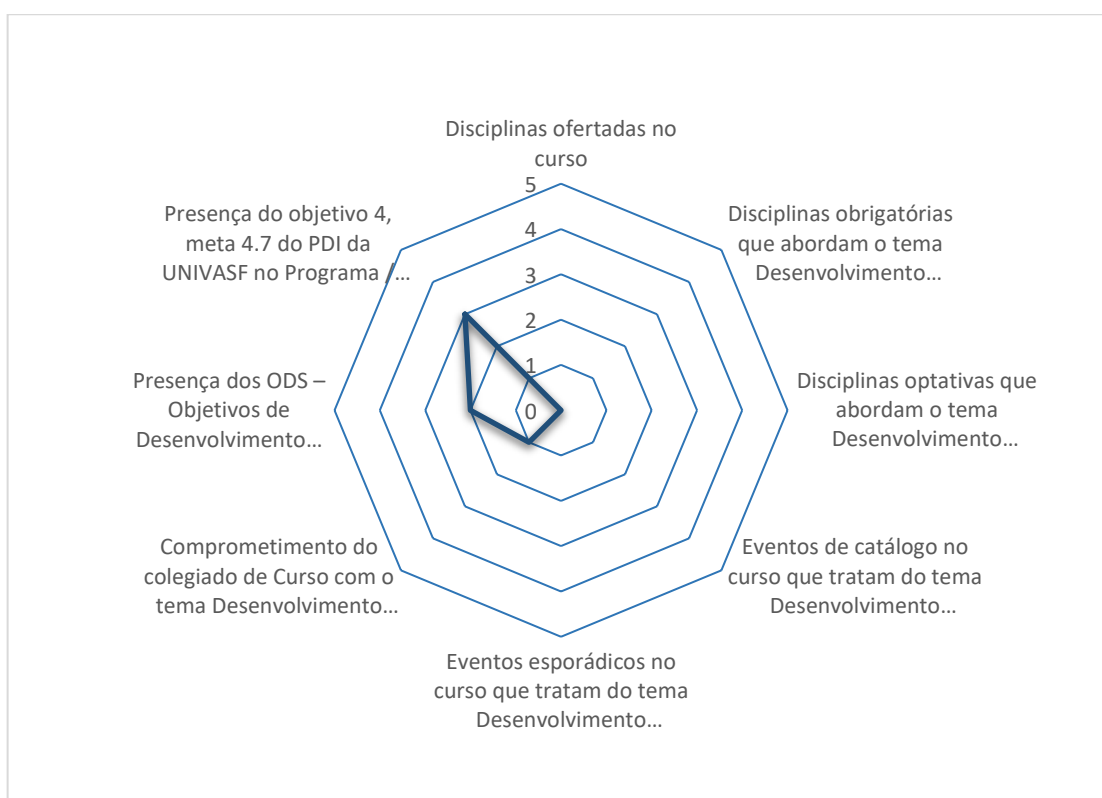 Disciplinas ofertadas no
curso
5
4
3
2
1
0
Disciplinas obrigatórias
que abordam o tema
Desenvolvimento...
Disciplinas optativas que
abordam o tema
Desenvolvimento...
Eventos de catálogo no
curso que tratam do tema
Desenvolvimento...
Eventos esporádicos no
curso que tratam do tema
Desenvolvimento...
Comprometimento do
colegiado de Curso com o
tema Desenvolvimento...
Presença dos ODS –
Objetivos de
Desenvolvimento...
Presença do objetivo 4,
meta 4.7 do PDI da
UNIVASF no Programa /...